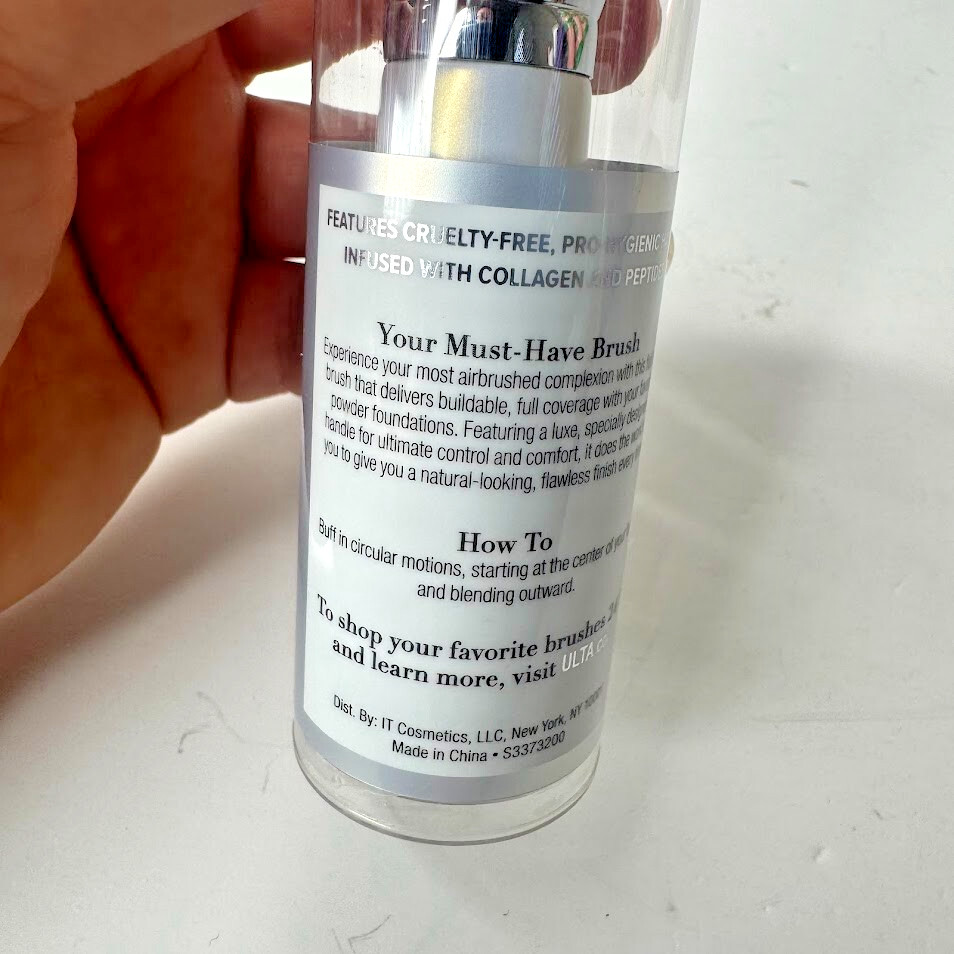 FEATURES CRUELTY-FREE, PRO-HYGIENIC
INFUSED WITH COLLAGEN AND PEPTIDE
Your Must-Have Brush
Experience your most airbrushed complexion with this
brush that delivers buildable, full coverage with your
powder foundations. Featuring a luxe, specially
handle for ultimate control and comfort, it does the
you to give you a natural-looking, flawless finish every
How To
Buff in circular motions, starting at the center of
and blending outward.
To shop your favorite brushes
and learn more, visit ULTA
Dist. By: IT Cosmetics, LLC, New York, NY
Made in China • S3373200